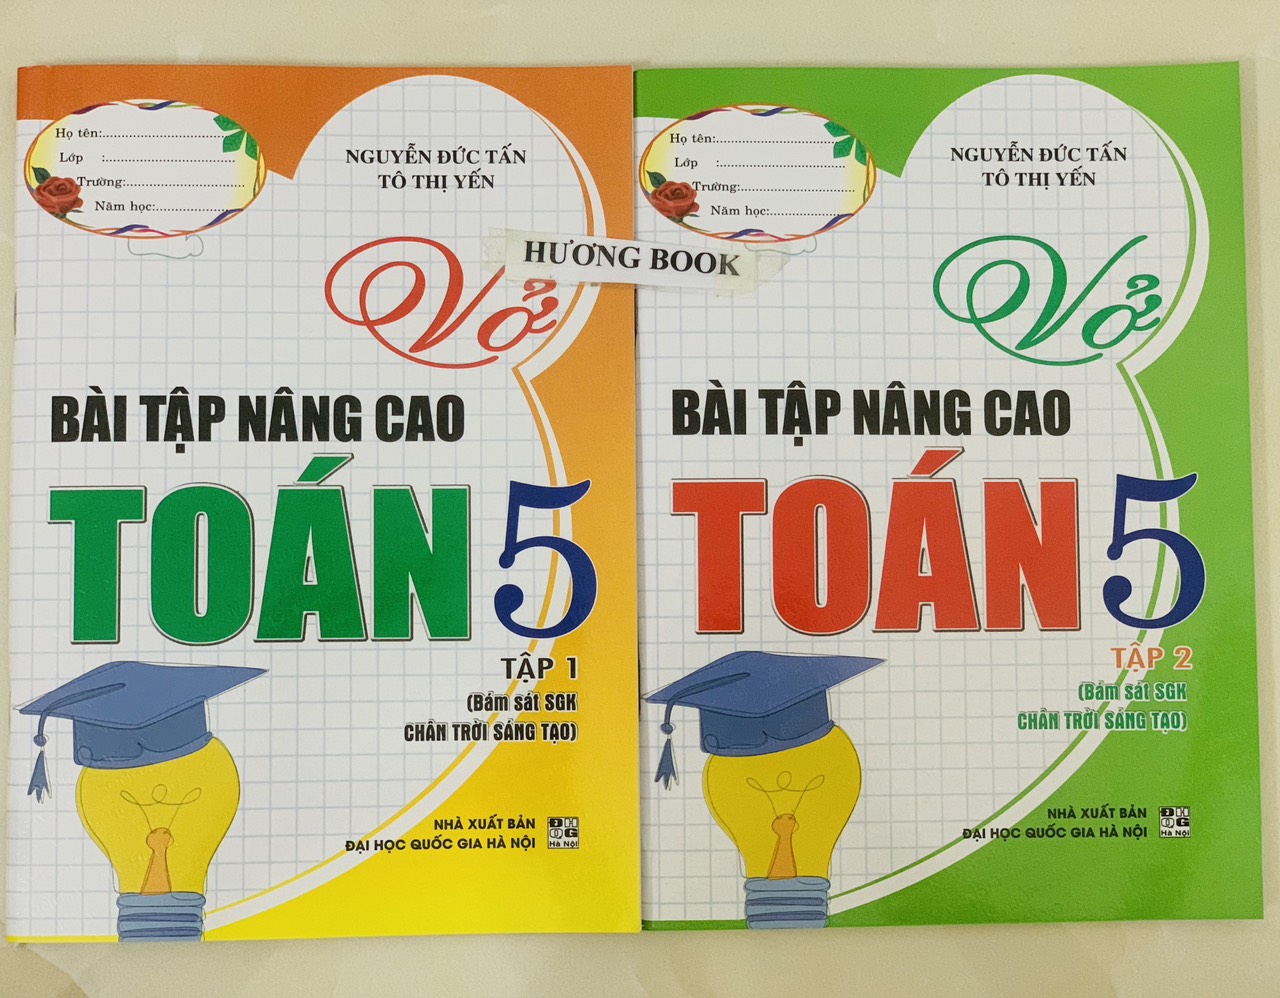 Họ tên:..............................
Lớp :..............................
Trường:..............................
Năm học:....................
NGUYỄN ĐỨC TẤN
TÔ THỊ YẾN
Vở
BÀI TẬP NÂNG CAO
TOÁN 5
TẬP 1
(Bám sát SGK
CHÂN TRỜI SÁNG TẠO)
NHÀ XUẤT BẢN
ĐẠI HỌC QUỐC GIA HÀ NỘI
ĐH
QG
Hà Nội
HƯƠNG BOOK
Họ tên:..............................
Lớp :..............................
Trường:..............................
Năm học:....................
NGUYỄN ĐỨC TẤN
TÔ THỊ YẾN
Vở
BÀI TẬP NÂNG CAO
TOÁN 5
TẬP 2
(Bám sát SGK
CHÂN TRỜI SÁNG TẠO)
NHÀ XUẤT BẢN
ĐẠI HỌC QUỐC GIA HÀ NỘI
ĐH
QG
Hà Nội